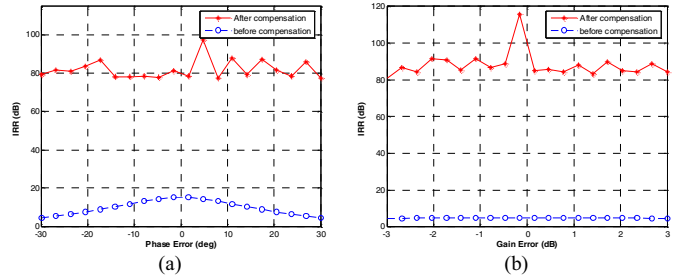 After compensation
before compensation
IRR (dB)
100
80
60
40
20
0
-30
-20
-10
0
10
20
30
Phase Error (deg)
(a)
After compensation
before compensation
IRR (dB)
120
100
80
60
40
20
0
-3
-2
-1
0
1
2
3
Gain Error (dB)
(b)